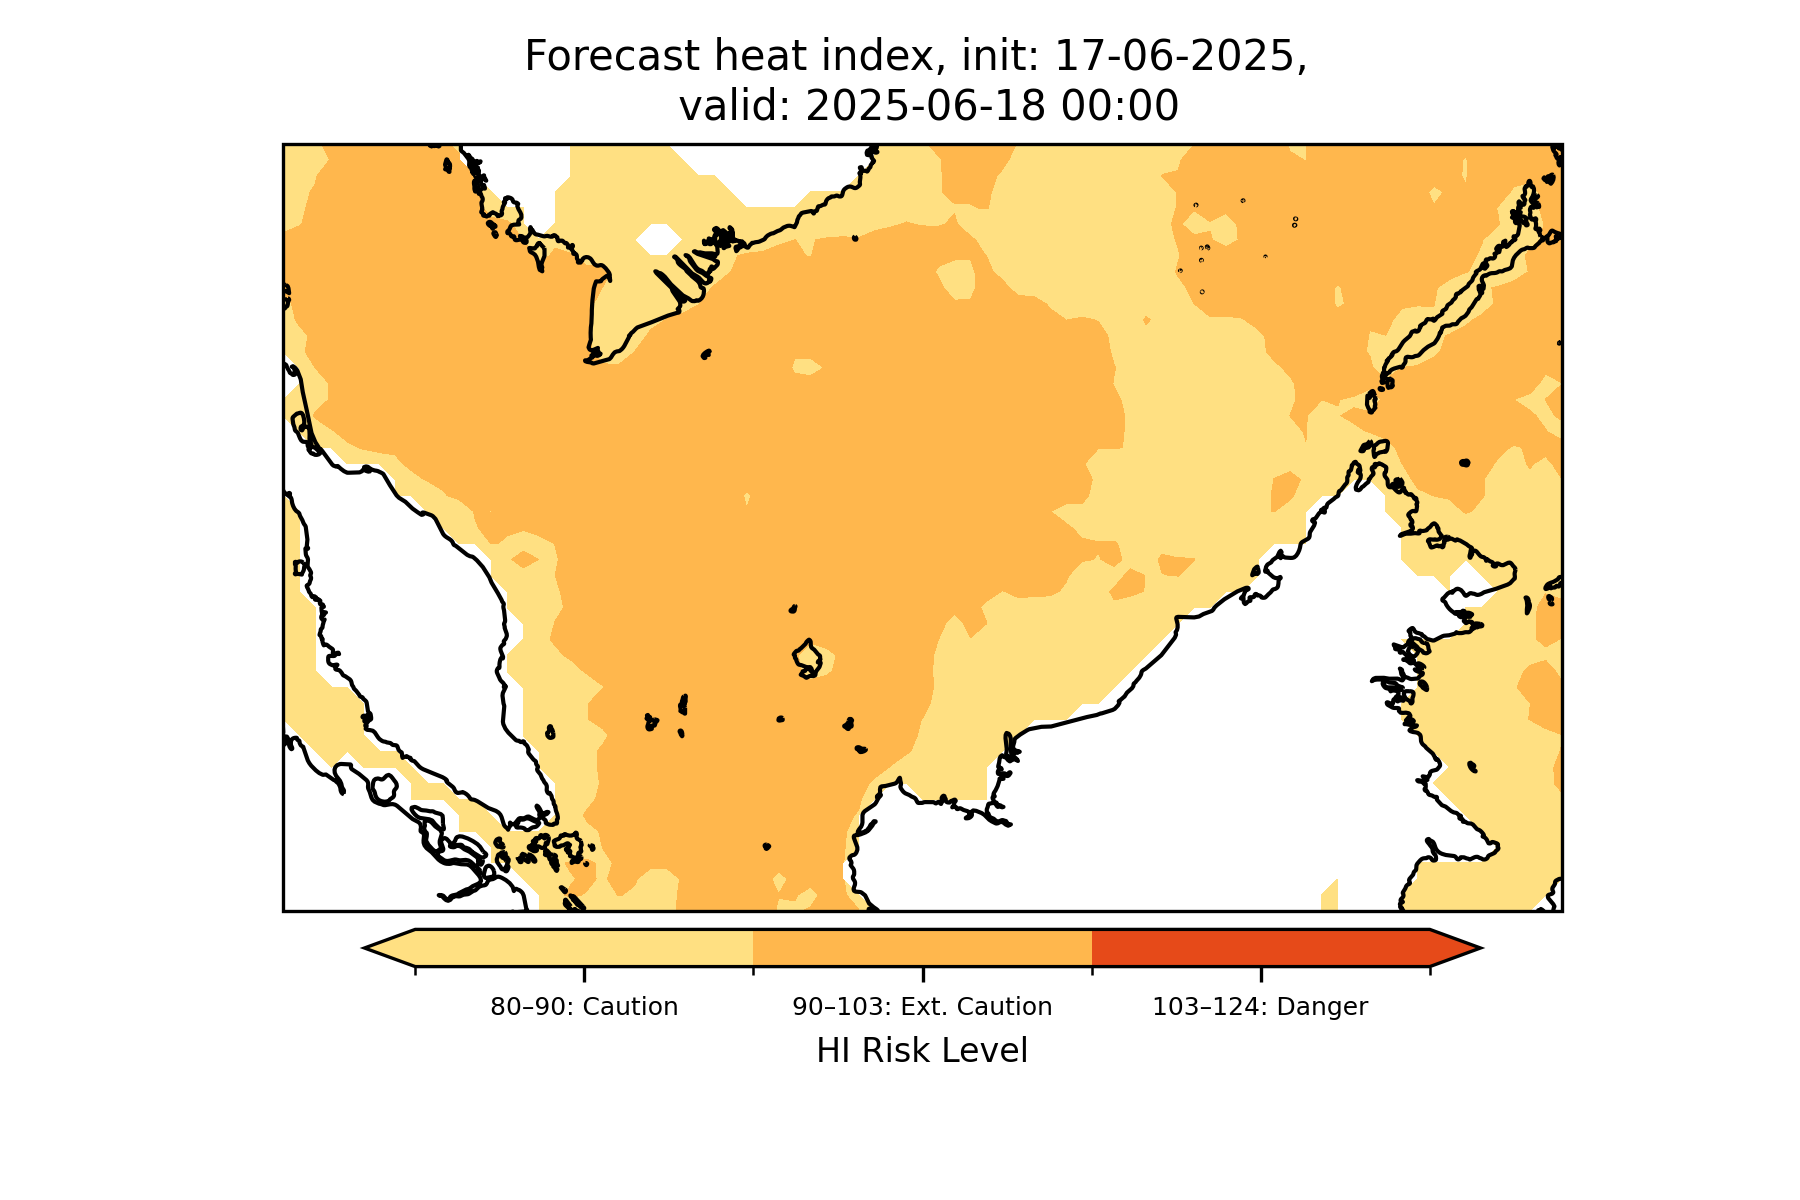 Forecast heat index, init: 17-06-2025,
valid: 2025-06-18 00:00
80–90: Caution
90–103: Ext. Caution
103–124: Danger
HI Risk Level